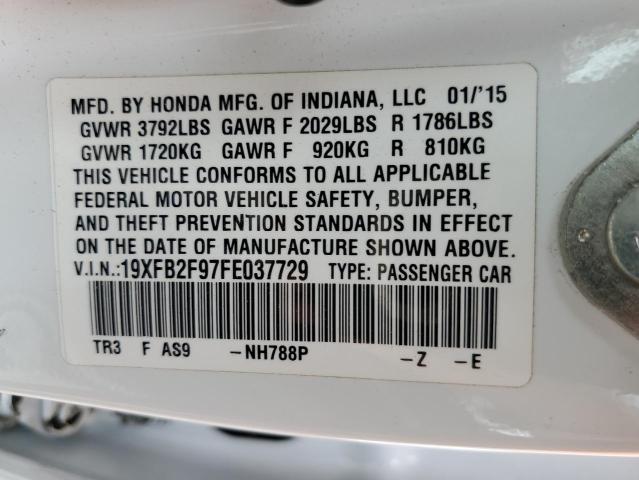 MFD. BY HONDA MFG. OF INDIANA, LLC 01/'15
GVWR 3792LBS GAWR F 2029LBS R 1786LBS
GVWR 1720KG GAWR F 920KG R 810KG
THIS VEHICLE CONFORMS TO ALL APPLICABLE
FEDERAL MOTOR VEHICLE SAFETY, BUMPER,
AND THEFT PREVENTION STANDARDS IN EFFECT
ON THE DATE OF MANUFACTURE SHOWN ABOVE.
V.I.N.:19XFB2F97FE037729 TYPE: PASSENGER CAR
TR3 F AS9 -NH788P -Z -E